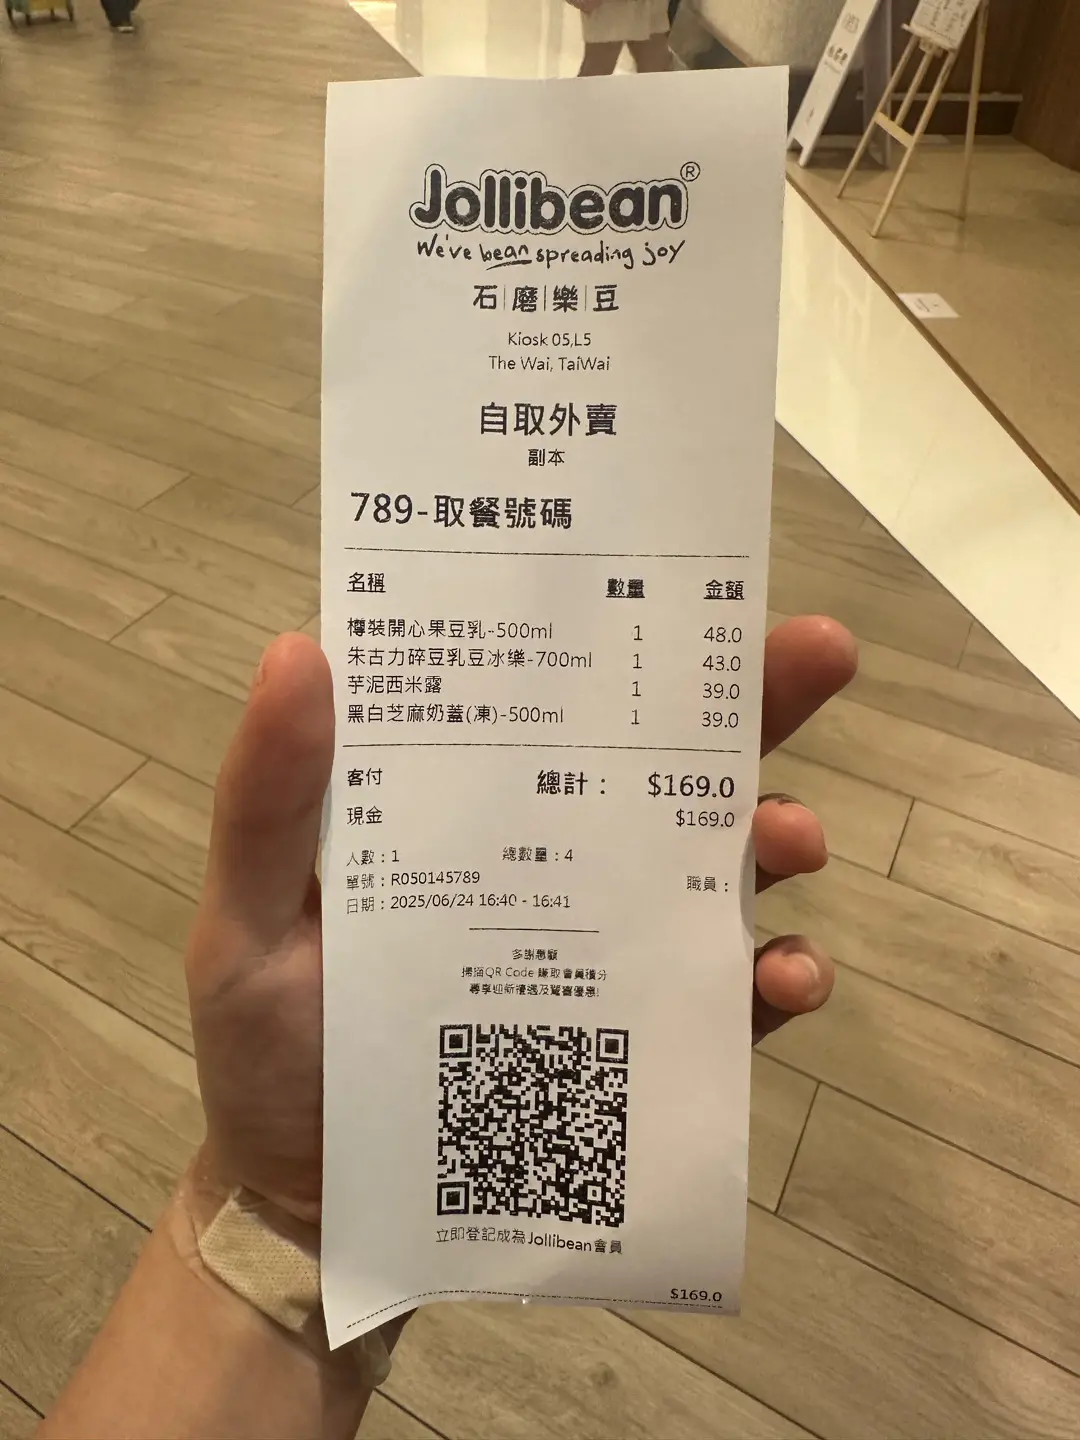 Jollibean®
We've bean spreading joy
石|磨|樂|豆
Kiosk 05,L5
The Wai, TaiWai
自取外賣
副本
789-取餐號碼
名稱 數量 金額
樽裝開心果豆乳-500ml 1 48.0
朱古力碎豆乳豆冰樂-700ml 1 43.0
芋泥西米露 1 39.0
黑白芝麻奶蓋(凍)-500ml 1 39.0
客付 總計： $169.0
現金 $169.0
人數：1 總數量：4
單號：R050145789 職員：
日期：2025/06/24 16:40 - 16:41
多謝惠顧
掃描QR Code 賺取會員積分
尊享迎新禮遇及驚喜優惠!
立即登記成為Jollibean會員
$169.0